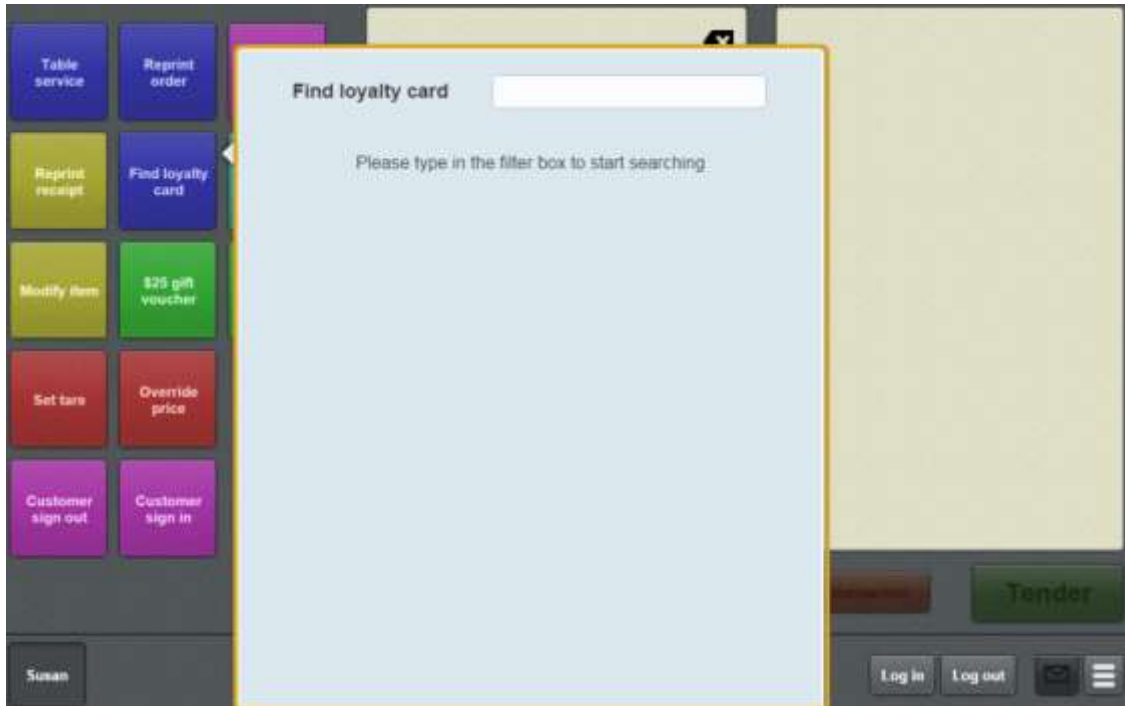 Table
service
Reprint
order
Find loyalty card
Please type in the filter box to start searching
Reprint
receipt
Find loyalty
card
Modify item
$25 gift
voucher
Set tare
Override
price
Customer
sign out
Customer
sign in
Tender
Susan
Log in
Log out